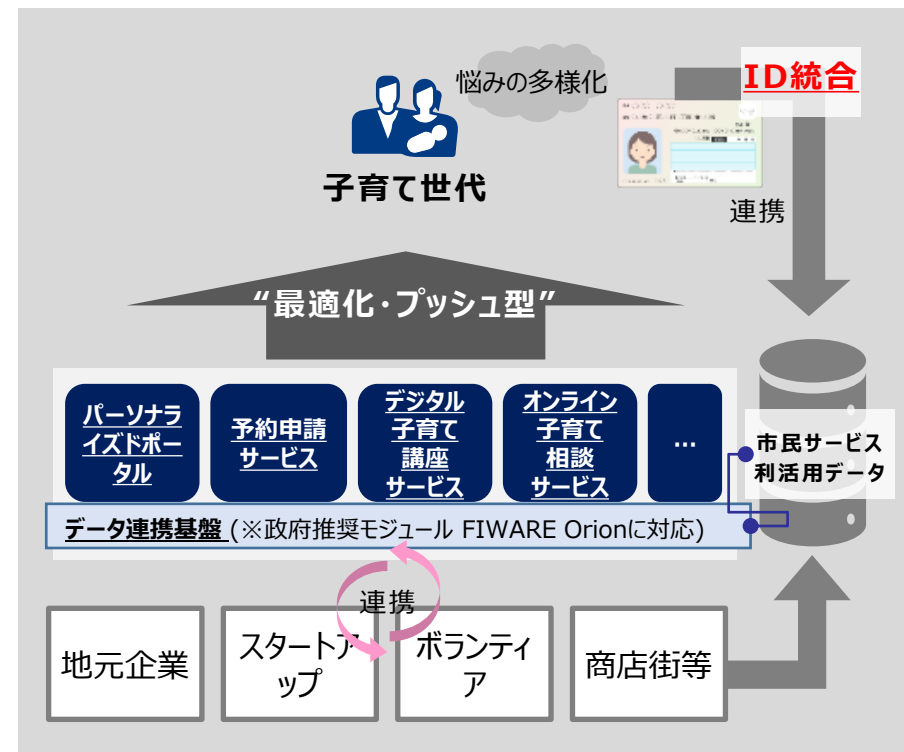 悩みの多様化
ID統合
子育て世代
連携
“最適化・プッシュ型”
パーソナラ
イズドポー
タル
予約申請
サービス
デジタル
子育て
講座
サービス
オンライン
子育て
相談
サービス
…
市民サービス
利活用データ
データ連携基盤 (※政府推奨モジュール FIWARE Orionに対応)
連携
地元企業
スタートア
ップ
ボランティ
ア
商店街等